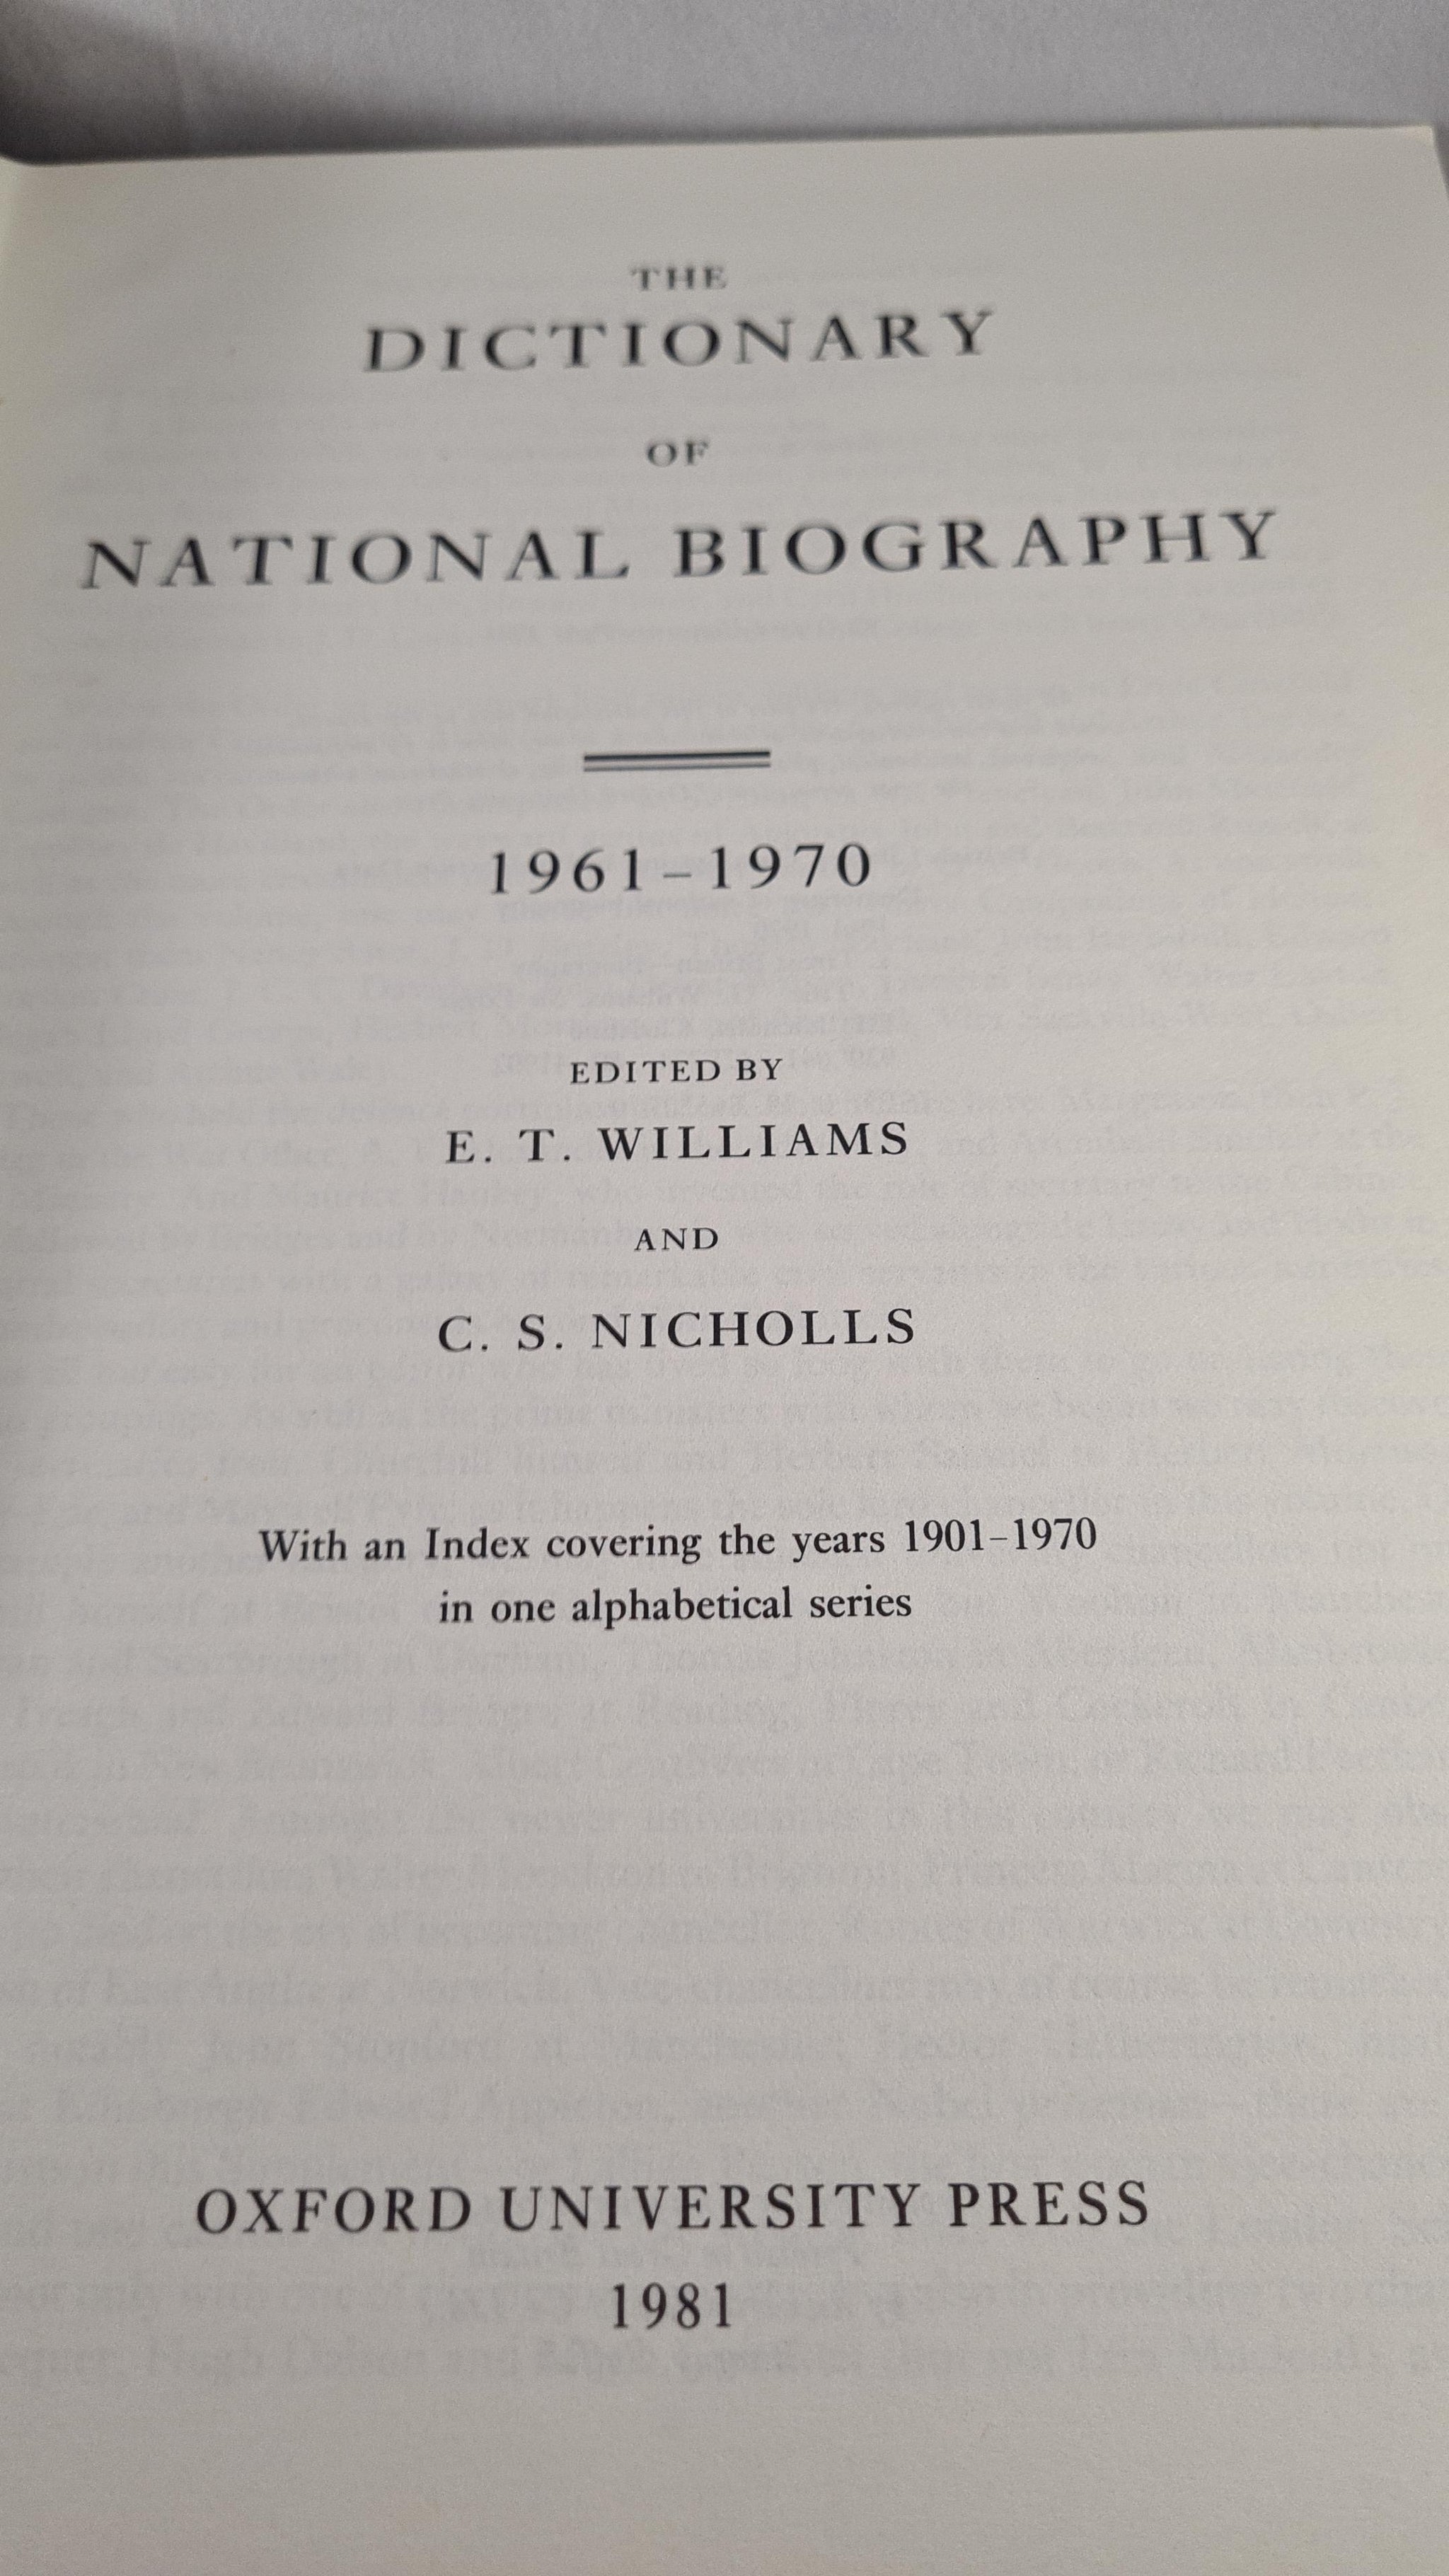 THE
DICTIONARY
OF
NATIONAL BIOGRAPHY
1961–1970
EDITED BY
E. T. WILLIAMS
AND
C. S. NICHOLLS
With an Index covering the years 1901–1970
in one alphabetical series
OXFORD UNIVERSITY PRESS
1981